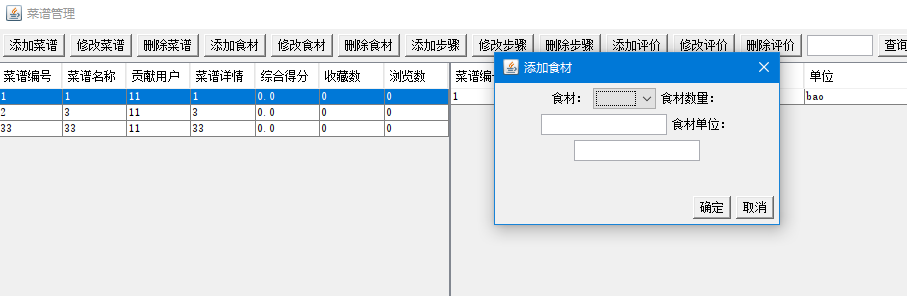 菜谱管理
添加菜谱 修改菜谱 删除菜谱 添加食材 修改食材 删除食材 添加步骤 修改步骤 删除步骤 添加评价 修改评价 删除评价 查询
菜谱编号 菜谱名称 贡献用户 菜谱详情 综合得分 收藏数 浏览数 菜谱编 单位
1 1 11 1 0.0 0 0 1 bao
2 3 11 3 0.0 0 0
33 33 11 33 0.0 0 0
添加食材
食材: 食材数量:
食材单位:
确定 取消